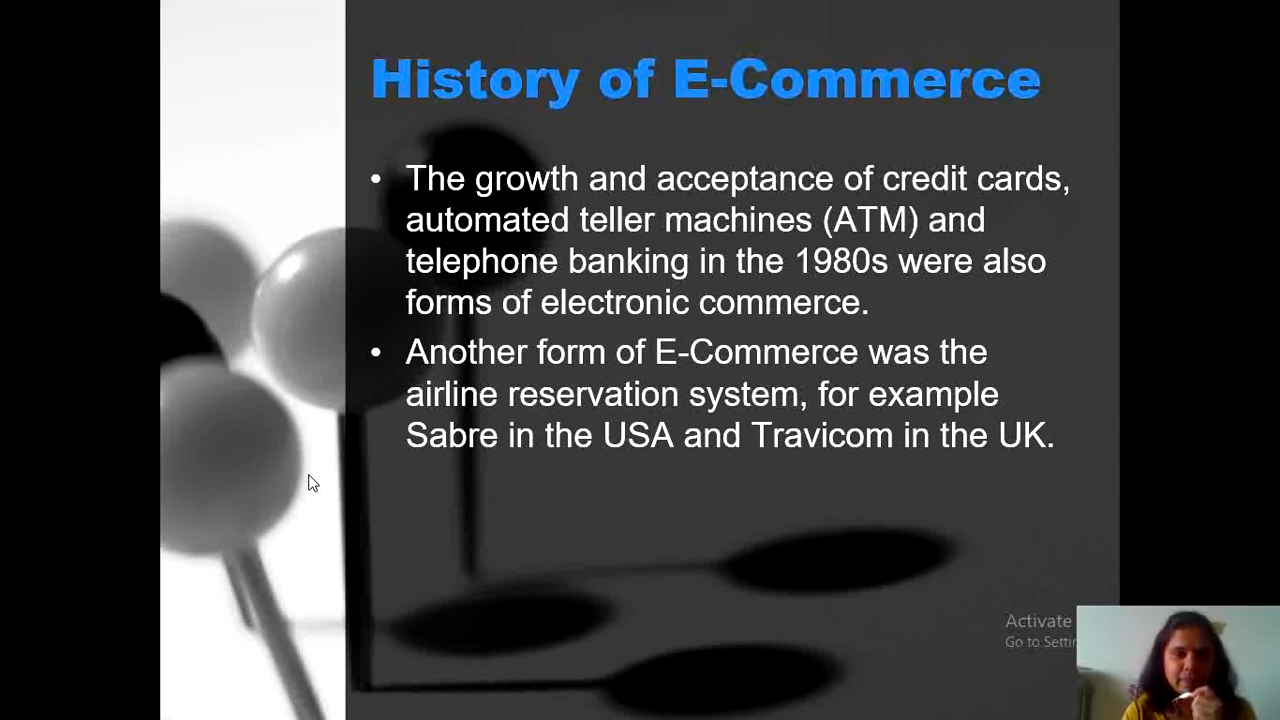 History of E-Commerce
• The growth and acceptance of credit cards,
automated teller machines (ATM) and
telephone banking in the 1980s were also
forms of electronic commerce.
• Another form of E-Commerce was the
airline reservation system, for example
Sabre in the USA and Travicom in the UK.
Activate
Go to